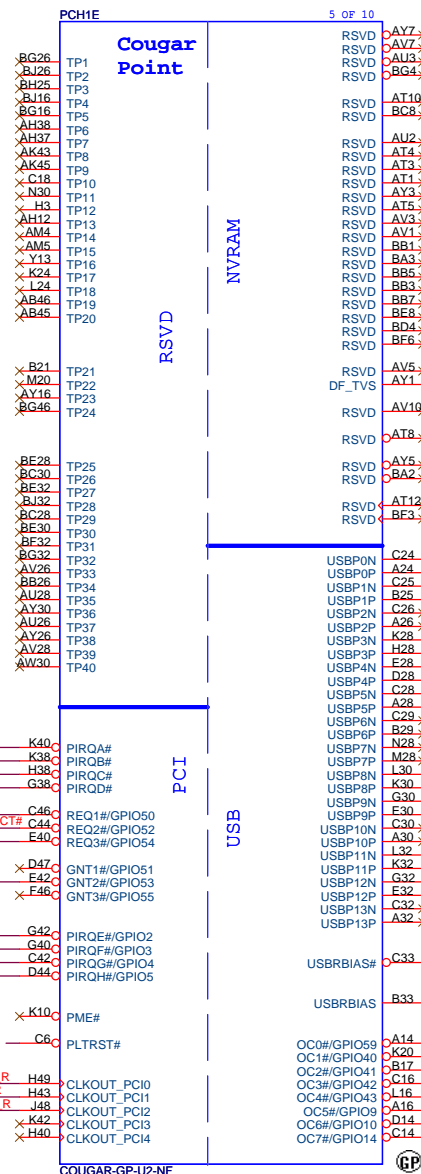 PCH1E 5 OF 10
Cougar
Point
RSVD
NVRAM
PCI
USB
BG26 TP1
BJ26 TP2
BH25 TP3
BJ16 TP4
BG16 TP5
AH38 TP6
AH37 TP7
AK43 TP8
AK45 TP9
C18 TP10
N30 TP11
H3 TP12
AH12 TP13
AM4 TP14
AM5 TP15
Y13 TP16
K24 TP17
L24 TP18
AB46 TP19
AB45 TP20
B21 TP21
M20 TP22
AY16 TP23
BG46 TP24
BE28 TP25
BC30 TP26
BE32 TP27
BJ32 TP28
BC28 TP29
BE30 TP30
BF32 TP31
BG32 TP32
AV26 TP33
BB26 TP34
AU28 TP35
AY30 TP36
AU26 TP37
AY26 TP38
AV28 TP39
AW30 TP40
K40 PIRQA#
K38 PIRQB#
H38 PIRQC#
G38 PIRQD#
C46 REQ1#/GPIO50
CT# C44 REQ2#/GPIO52
E40 REQ3#/GPIO54
D47 GNT1#/GPIO51
E42 GNT2#/GPIO53
F46 GNT3#/GPIO55
G42 PIRQE#/GPIO2
G40 PIRQF#/GPIO3
C42 PIRQG#/GPIO4
D44 PIRQH#/GPIO5
K10 PME#
C6 PLTRST#
R H49 CLKOUT_PCI0
H43 CLKOUT_PCI1
R J48 CLKOUT_PCI2
K42 CLKOUT_PCI3
H40 CLKOUT_PCI4
RSVD AY7
RSVD AV7
RSVD AU3
RSVD BG4
RSVD AT10
RSVD BC8
RSVD AU2
RSVD AT4
RSVD AT3
RSVD AT1
RSVD AY3
RSVD AT5
RSVD AV3
RSVD AV1
RSVD BB1
RSVD BA3
RSVD BB5
RSVD BB3
RSVD BB7
RSVD BE8
RSVD BD4
RSVD BF6
RSVD AV5
DF_TVS AY1
RSVD AV10
RSVD AT8
RSVD AY5
RSVD BA2
RSVD AT12
RSVD BF3
USBP0N C24
USBP0P A24
USBP1N C25
USBP1P B25
USBP2N C26
USBP2P A26
USBP3N K28
USBP3P H28
USBP4N E28
USBP4P D28
USBP5N C28
USBP5P A28
USBP6N C29
USBP6P B29
USBP7N N28
USBP7P M28
USBP8N L30
USBP8P K30
USBP9N G30
USBP9P E30
USBP10N C30
USBP10P A30
USBP11N L32
USBP11P K32
USBP12N G32
USBP12P E32
USBP13N C32
USBP13P A32
USBRBIAS# C33
USBRBIAS B33
OC0#/GPIO59 A14
OC1#/GPIO40 K20
OC2#/GPIO41 B17
OC3#/GPIO42 C16
OC4#/GPIO43 L16
OC5#/GPIO9 A16
OC6#/GPIO10 D14
OC7#/GPIO14 C14
COUGAR-GP-U2-NF
GP